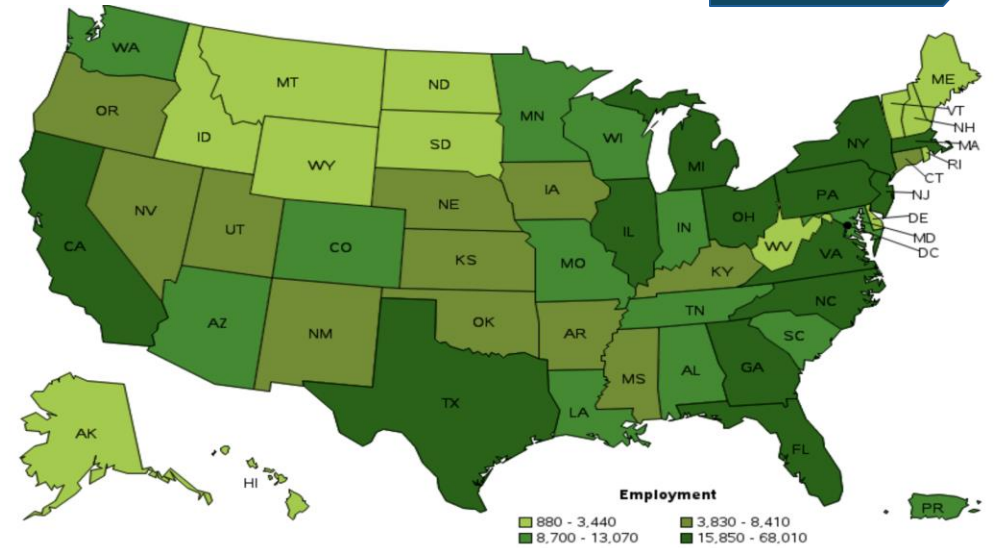 WA
MT
ND
ME
OR
MN
VT
ID
WI
NH
SD
NY
MA
WY
MI
RI
CT
IA
PA
NJ
NE
NV
OH
DE
UT
IL
IN
MD
CA
CO
WV
DC
KS
MO
VA
KY
NC
OK
TN
AZ
NM
AR
SC
MS
AL
GA
TX
LA
AK
FL
HI
PR
Employment
880 - 3,440 3,830 - 8,410
8,700 - 13,070 15,850 - 68,010